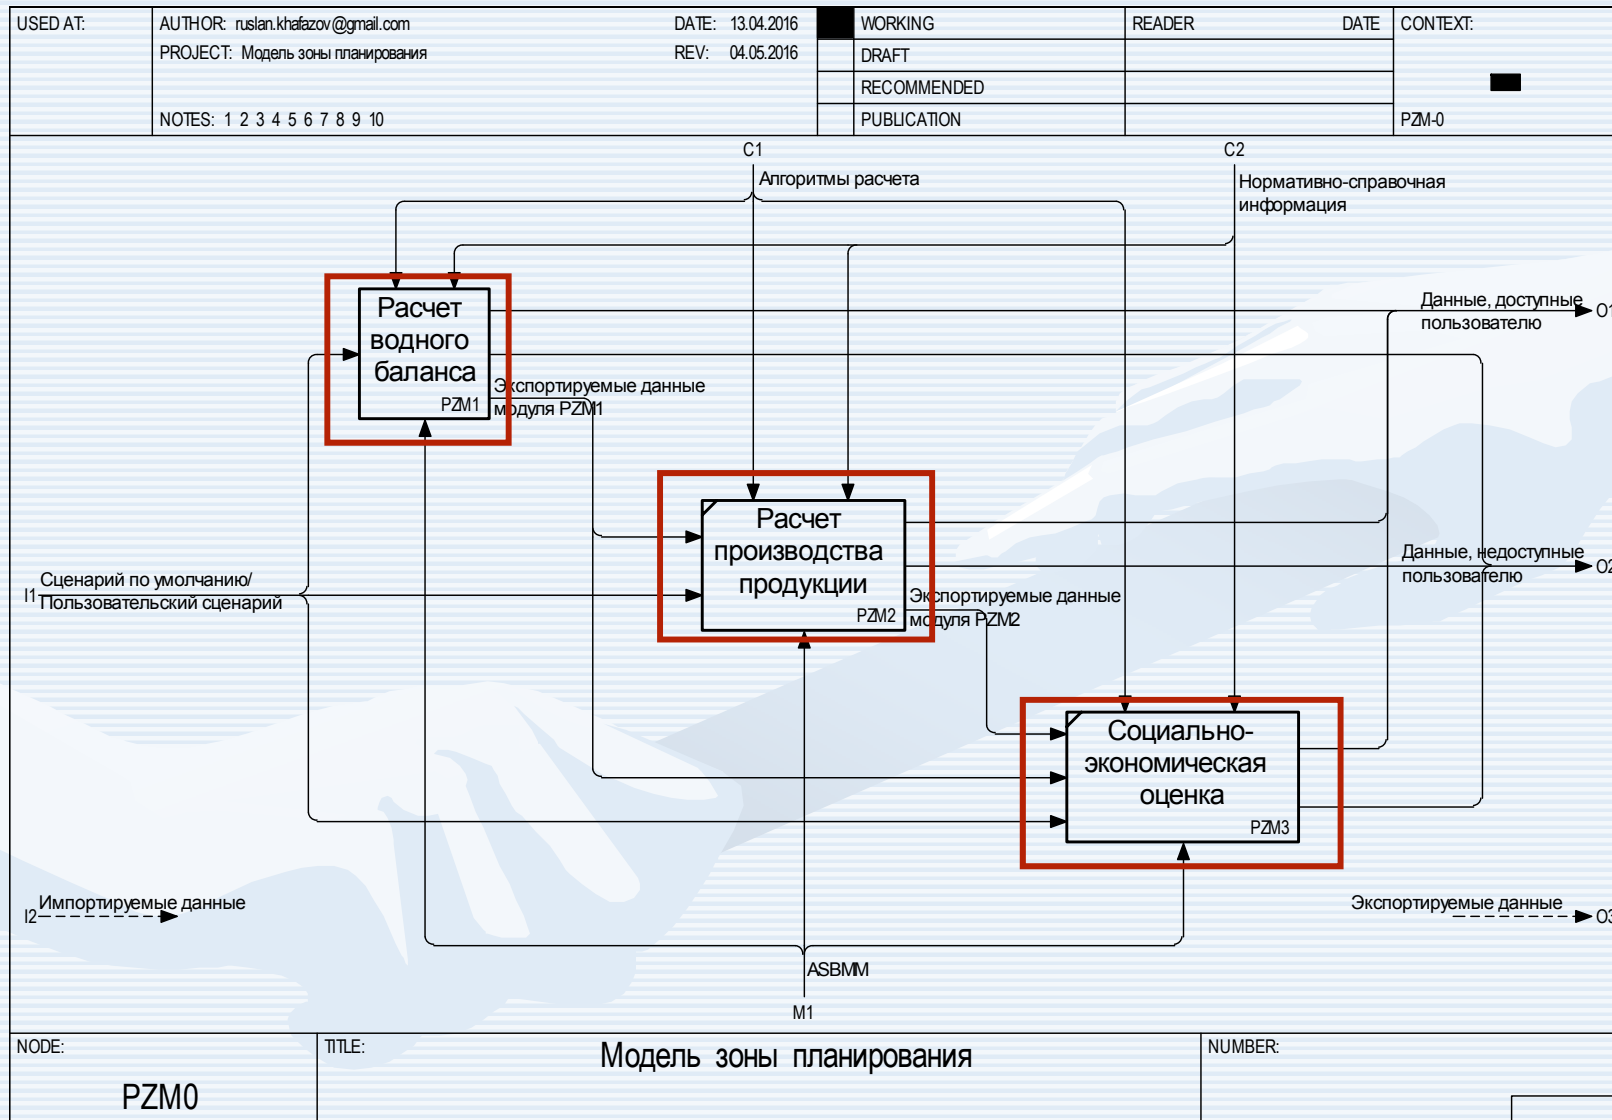 USED AT:
AUTHOR: ruslan.khafazov@gmail.com
DATE: 13.04.2016
WORKING
READER
DATE
CONTEXT:
PROJECT: Модель зоны планирования
REV: 04.05.2016
DRAFT
RECOMMENDED
NOTES: 1 2 3 4 5 6 7 8 9 10
PUBLICATION
PZM-0
C1
C2
Алгоритмы расчета
Нормативно-справочная
информация
Расчет
водного
баланса
PZM1
Данные, доступные
пользователю
O1
Экспортируемые данные
модуля PZM1
Расчет
производства
продукции
PZM2
Данные, недоступные
пользователю
O2
I1
Сценарий по умолчанию/
Пользовательский сценарий
Экспортируемые данные
модуля PZM2
Социально-
экономическая
оценка
PZM3
I2
Импортируемые данные
Экспортируемые данные
O3
ASBMM
M1
NODE:
TITLE:
Модель зоны планирования
NUMBER:
PZM0